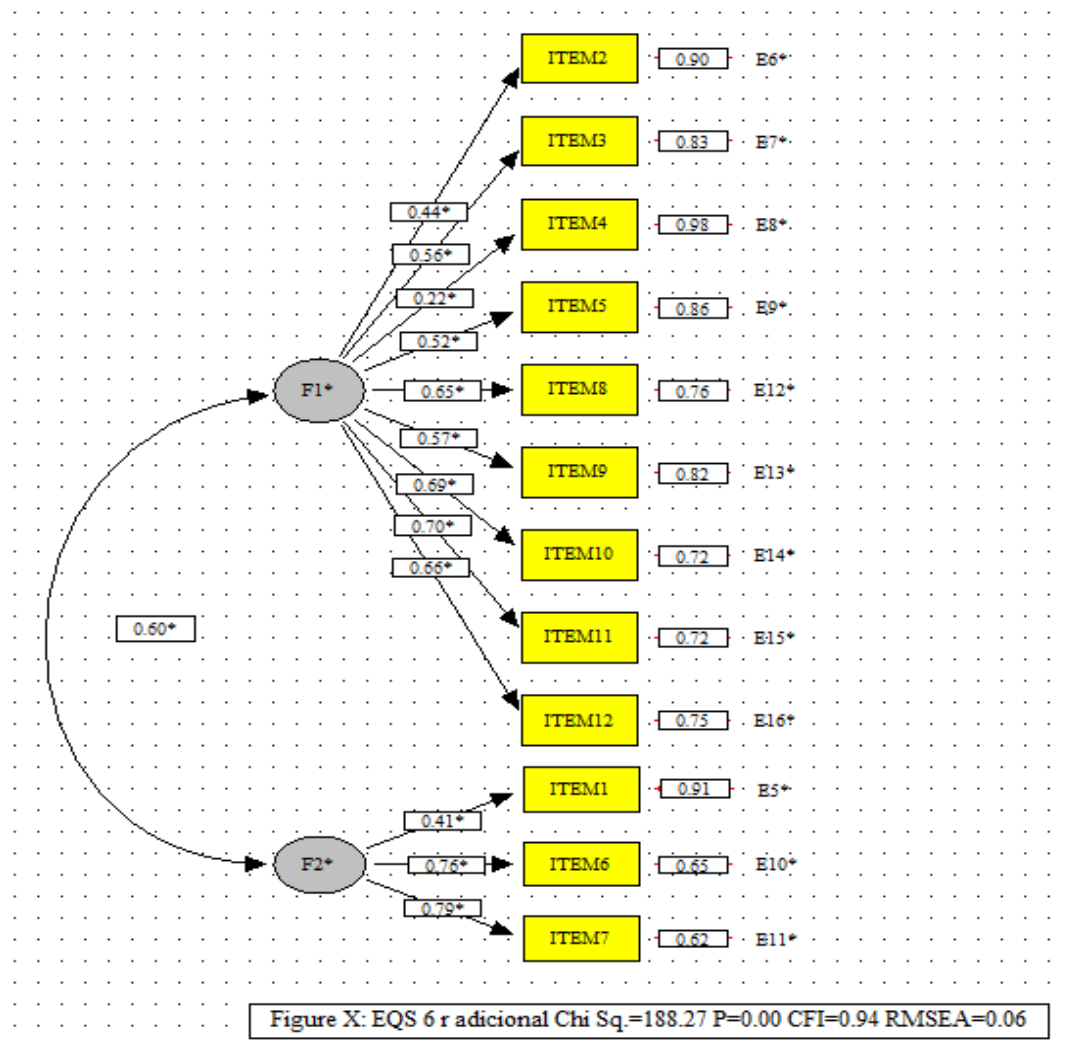 ITEM2 0.90 E6*
ITEM3 0.83 E7*
0.44*
ITEM4 0.98 E8*
0.56*
0.22*
ITEM5 0.86 E9*
0.52*
F1* 0.65* ITEM8 0.76 E12*
0.57*
ITEM9 0.82 E13*
0.69*
0.70*
ITEM10 0.72 E14*
0.66*
0.60*
ITEM11 0.72 E15*
ITEM12 0.75 E16*
ITEM1 0.91 E5*
0.41*
F2* 0.76* ITEM6 0.65 E10*
0.79*
ITEM7 0.62 E11*
Figure X: EQS 6 r adicional Chi Sq.=188.27 P=0.00 CFI=0.94 RMSEA=0.06